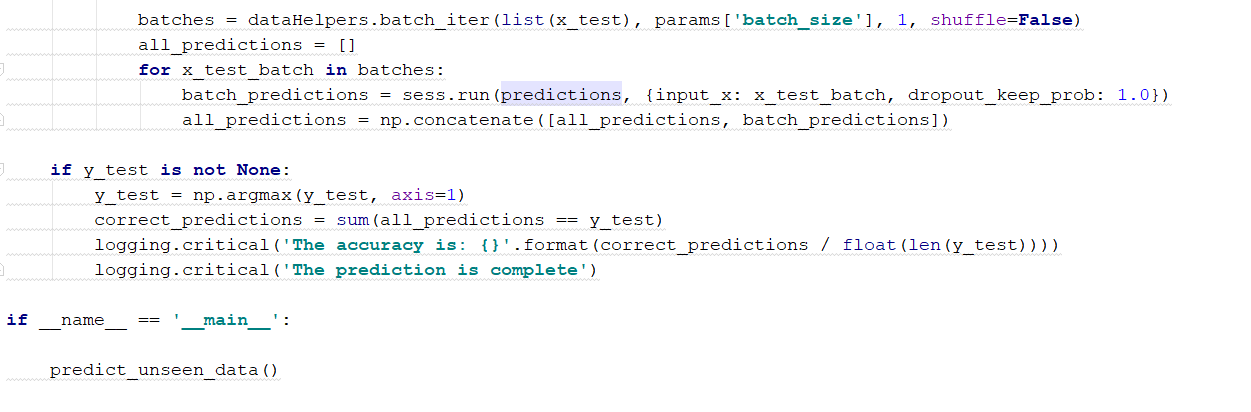 batches = dataHelpers.batch_iter(list(x_test), params['batch_size'], 1, shuffle=False)
all_predictions = []
for x_test_batch in batches:
batch_predictions = sess.run(predictions, {input_x: x_test_batch, dropout_keep_prob: 1.0})
all_predictions = np.concatenate([all_predictions, batch_predictions])
if y_test is not None:
y_test = np.argmax(y_test, axis=1)
correct_predictions = sum(all_predictions == y_test)
logging.critical('The accuracy is: {}'.format(correct_predictions / float(len(y_test))))
logging.critical('The prediction is complete')
if __name__ == '__main__':
predict_unseen_data()